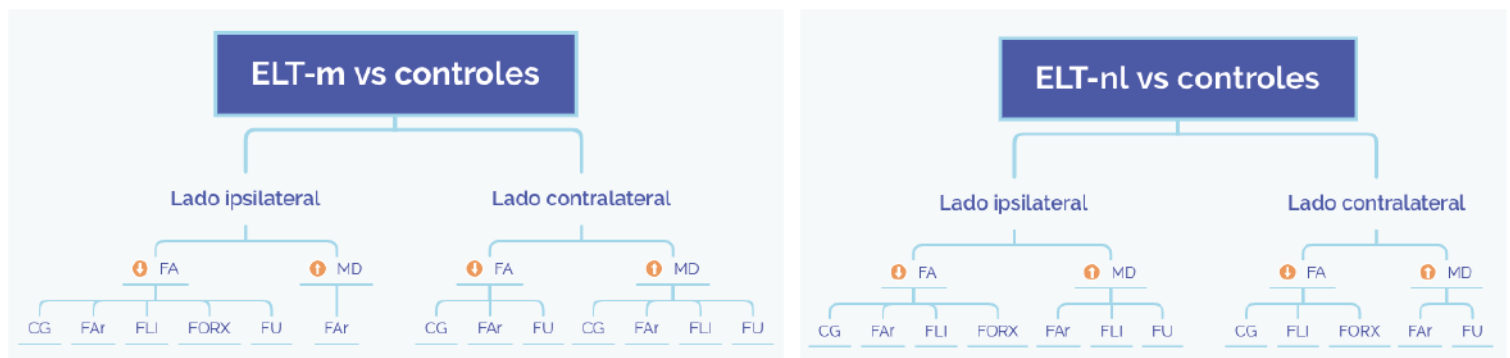 ELT-m vs controles
Lado ipsilateral Lado contralateral
FA MD FA MD
CG FAr FLI FORX FU FAr CG FAr FU CG FAr FLI FU
ELT-nl vs controles
Lado ipsilateral Lado contralateral
FA MD FA MD
CG FAr FLI FORX FAr FLI FU CG FLI FORX FAr FU